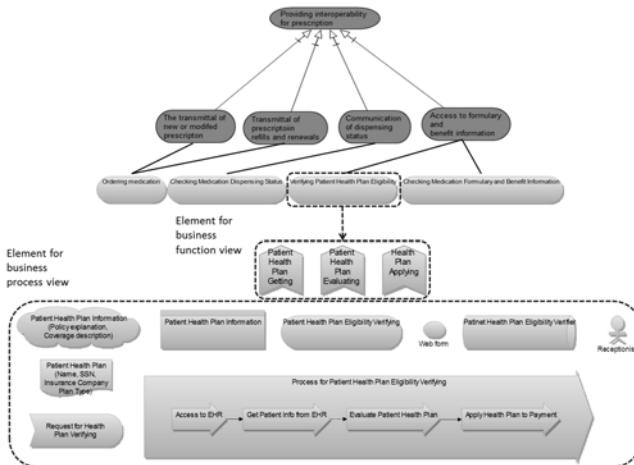 Providing interoperability
for prescription
The transmittal of
new or modifed
prescripton
Transmittal of
prescriptoiin
refills and renewals
Communication
of dispensing
status
Access to formulary
and
benefit information
Ordering medication
Checking Medication Dispensing Status
Verifying Patient Health Plan Eligibility
Checking Medication Formulary and Benefit Information
Element for
business
function view
Element for
business
process view
Patient
Health
Plan
Getting
Patient
Health
Plan
Evaluating
Health
Plan
Applying
Patient Health Plan Information
(Policy explanation,
Coverage description)
Patient Health Plan Information
Patient Health Plan Eligibility Verifying
Web form
Patnet Health Plan Eligibility Verifier
Receptionis
Patient Health Plan
(Name, SSN,
Insurance Company
Plan Type)
Request for Health
Plan Verifying
Process for Patient Health Plan Eligibility Verifying
Access to EHR
Get Patient Info from EHR
Evaluate Patient Health Plan
Apply Health Plan to Payment